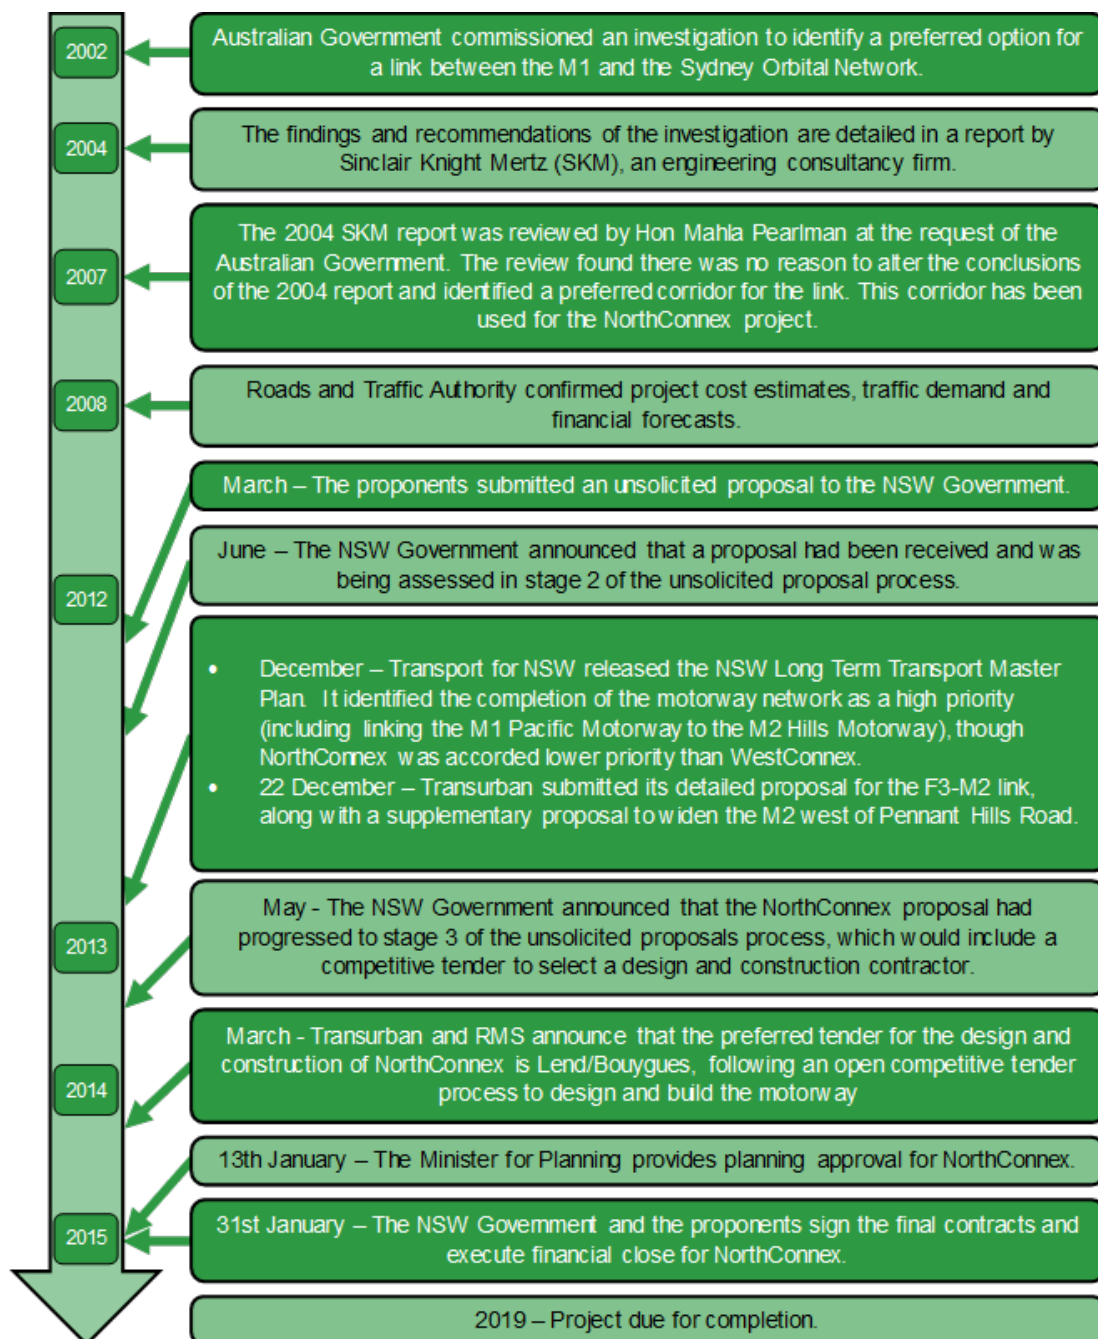 2002
Australian Government commissioned an investigation to identify a preferred option for
a link between the M1 and the Sydney Orbital Network.
2004
The findings and recommendations of the investigation are detailed in a report by
Sinclair Knight Mertz (SKM), an engineering consultancy firm.
2007
The 2004 SKM report was reviewed by Hon Mahla Pearlman at the request of the
Australian Government. The review found there was no reason to alter the conclusions
of the 2004 report and identified a preferred corridor for the link. This corridor has been
used for the NorthConnex project.
2008
Roads and Traffic Authority confirmed project cost estimates, traffic demand and
financial forecasts.
2012
March – The proponents submitted an unsolicited proposal to the NSW Government.
June – The NSW Government announced that a proposal had been received and was
being assessed in stage 2 of the unsolicited proposal process.
• December – Transport for NSW released the NSW Long Term Transport Master
Plan. It identified the completion of the motorway network as a high priority
(including linking the M1 Pacific Motorway to the M2 Hills Motorway), though
NorthConnex was accorded lower priority than WestConnex.
• 22 December – Transurban submitted its detailed proposal for the F3-M2 link,
along with a supplementary proposal to widen the M2 west of Pennant Hills Road.
2013
May - The NSW Government announced that the NorthConnex proposal had
progressed to stage 3 of the unsolicited proposals process, which would include a
competitive tender to select a design and construction contractor.
2014
March - Transurban and RMS announce that the preferred tender for the design and
construction of NorthConnex is Lend/Bouygues, following an open competitive tender
process to design and build the motorway
2015
13th January – The Minister for Planning provides planning approval for NorthConnex.
31st January – The NSW Government and the proponents sign the final contracts and
execute financial close for NorthConnex.
2019 – Project due for completion.